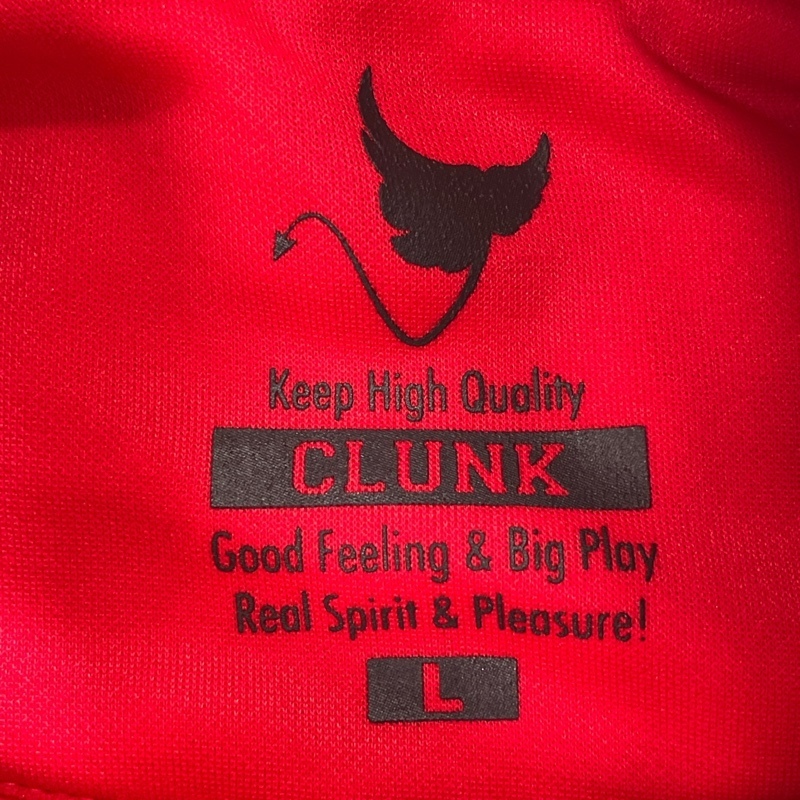 Keep High Quality
CLUNK
Good Feeling & Big Play
Real Spirit & Pleasure!
L